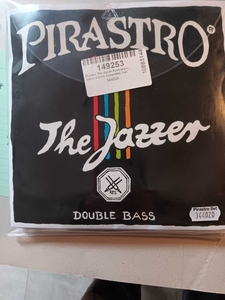 PIRASTRO®
149253
The Jazzer
DOUBLE BASS
Pirastro Set
344020